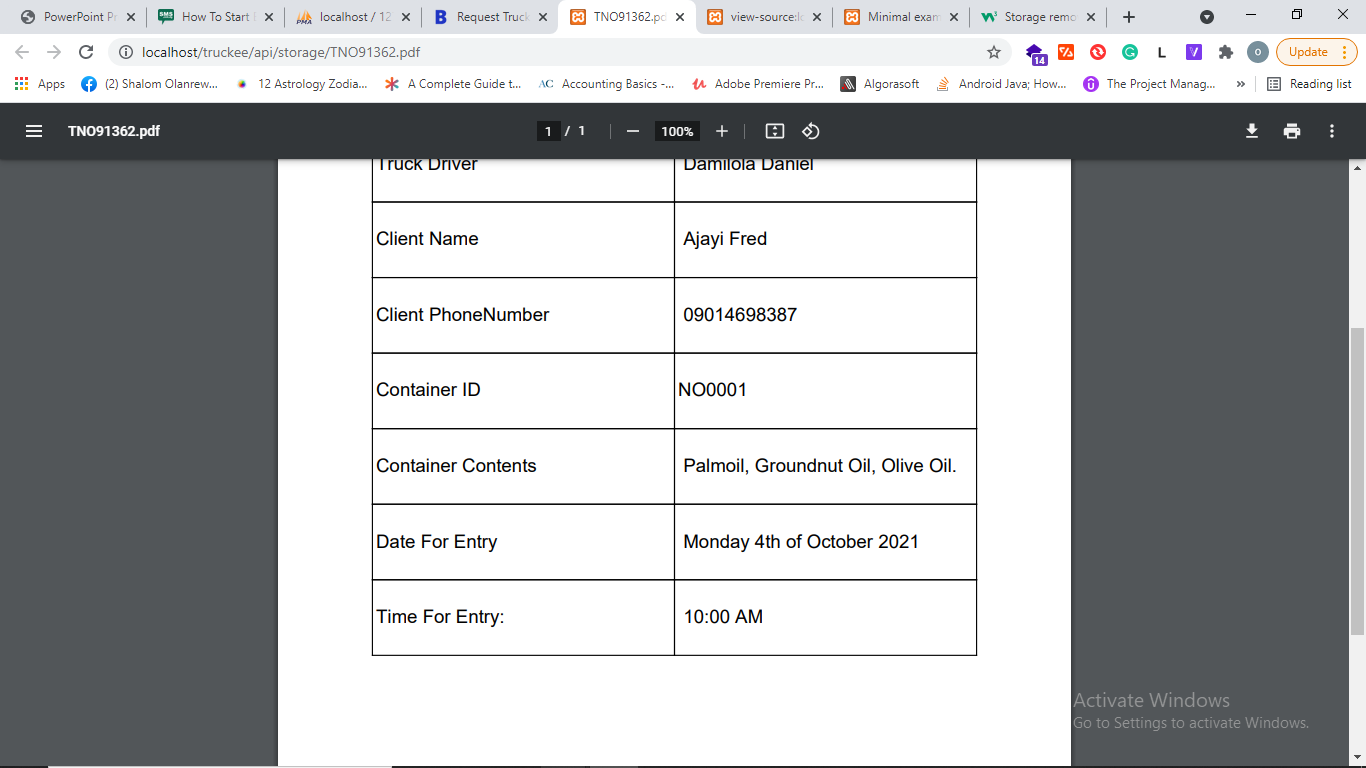 PowerPoint Pr
How To Start
localhost / 12
Request Truck
TNO91362.pd
view-source:lo
Minimal exam
Storage remo
localhost/truckee/api/storage/TNO91362.pdf
14
L
o
Update
Apps
(2) Shalom Olanrew...
12 Astrology Zodia...
A Complete Guide t...
AC Accounting Basics -...
Adobe Premiere Pr...
Algorasoft
Android Java; How...
The Project Manag...
»
Reading list
TNO91362.pdf
1 / 1
100%
Truck Driver Damilola Daniel
Client Name Ajayi Fred
Client PhoneNumber 09014698387
Container ID NO0001
Container Contents Palmoil, Groundnut Oil, Olive Oil.
Date For Entry Monday 4th of October 2021
Time For Entry: 10:00 AM
Activate Windows
Go to Settings to activate Windows.